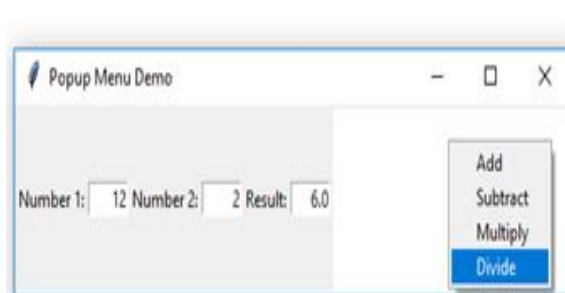 Popup Menu Demo
Number 1: 12 Number 2: 2 Result: 6.0
Add
Subtract
Multiply
Divide